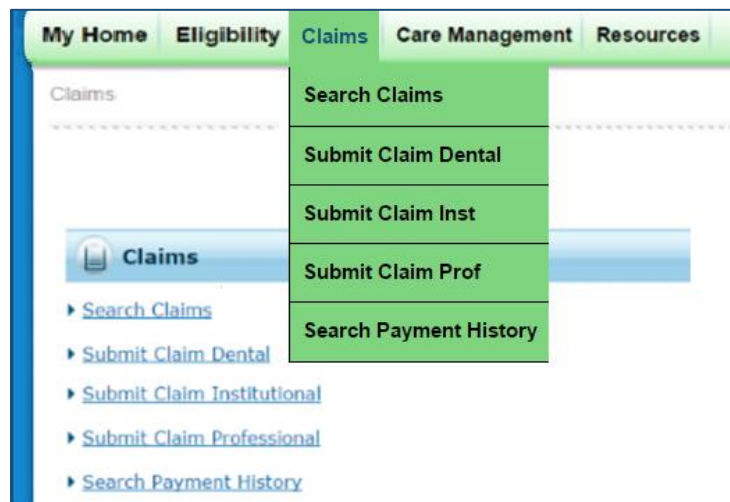 My Home Eligibility Claims Care Management Resources
Claims
Search Claims
Submit Claim Dental
Submit Claim Inst
Submit Claim Prof
Search Payment History
Claims
Search Claims
Submit Claim Dental
Submit Claim Institutional
Submit Claim Professional
Search Payment History